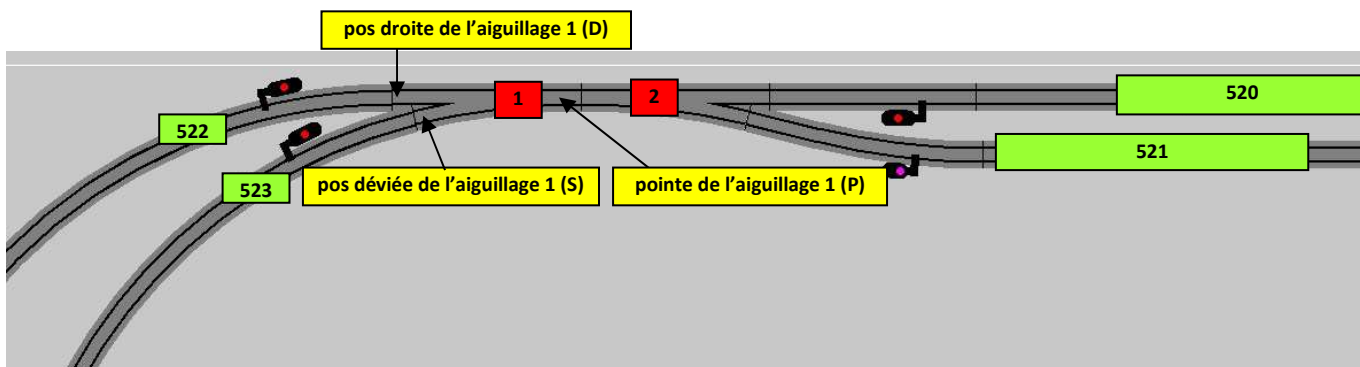 pos droite de l’aiguillage 1 (D)
1
2
520
522
521
pos déviée de l’aiguillage 1 (S)
pointe de l’aiguillage 1 (P)
523